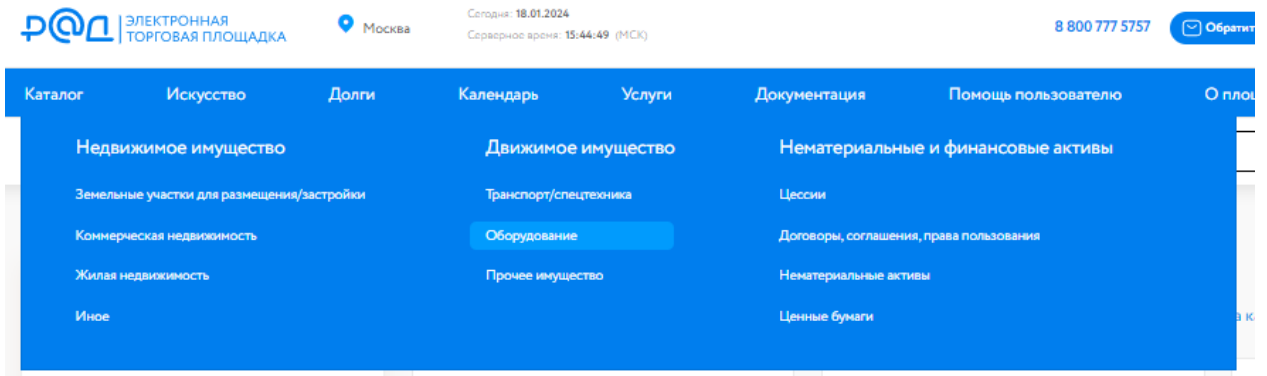 РАД ЭЛЕКТРОННАЯ
ТОРГОВАЯ ПЛОЩАДКА
Москва
Сегодня: 18.01.2024
Серверное время: 15:44:49 (МСК)
8 800 777 5757
Каталог Искусство Долги Календарь Услуги Документация Помощь пользователю
Недвижимое имущество
Земельные участки для размещения/застройки
Коммерческая недвижимость
Жилая недвижимость
Иное
Движимое имущество
Транспорт/спецтехника
Оборудование
Прочее имущество
Нематериальные и финансовые активы
Цессии
Договоры, соглашения, права пользования
Нематериальные активы
Ценные бумаги